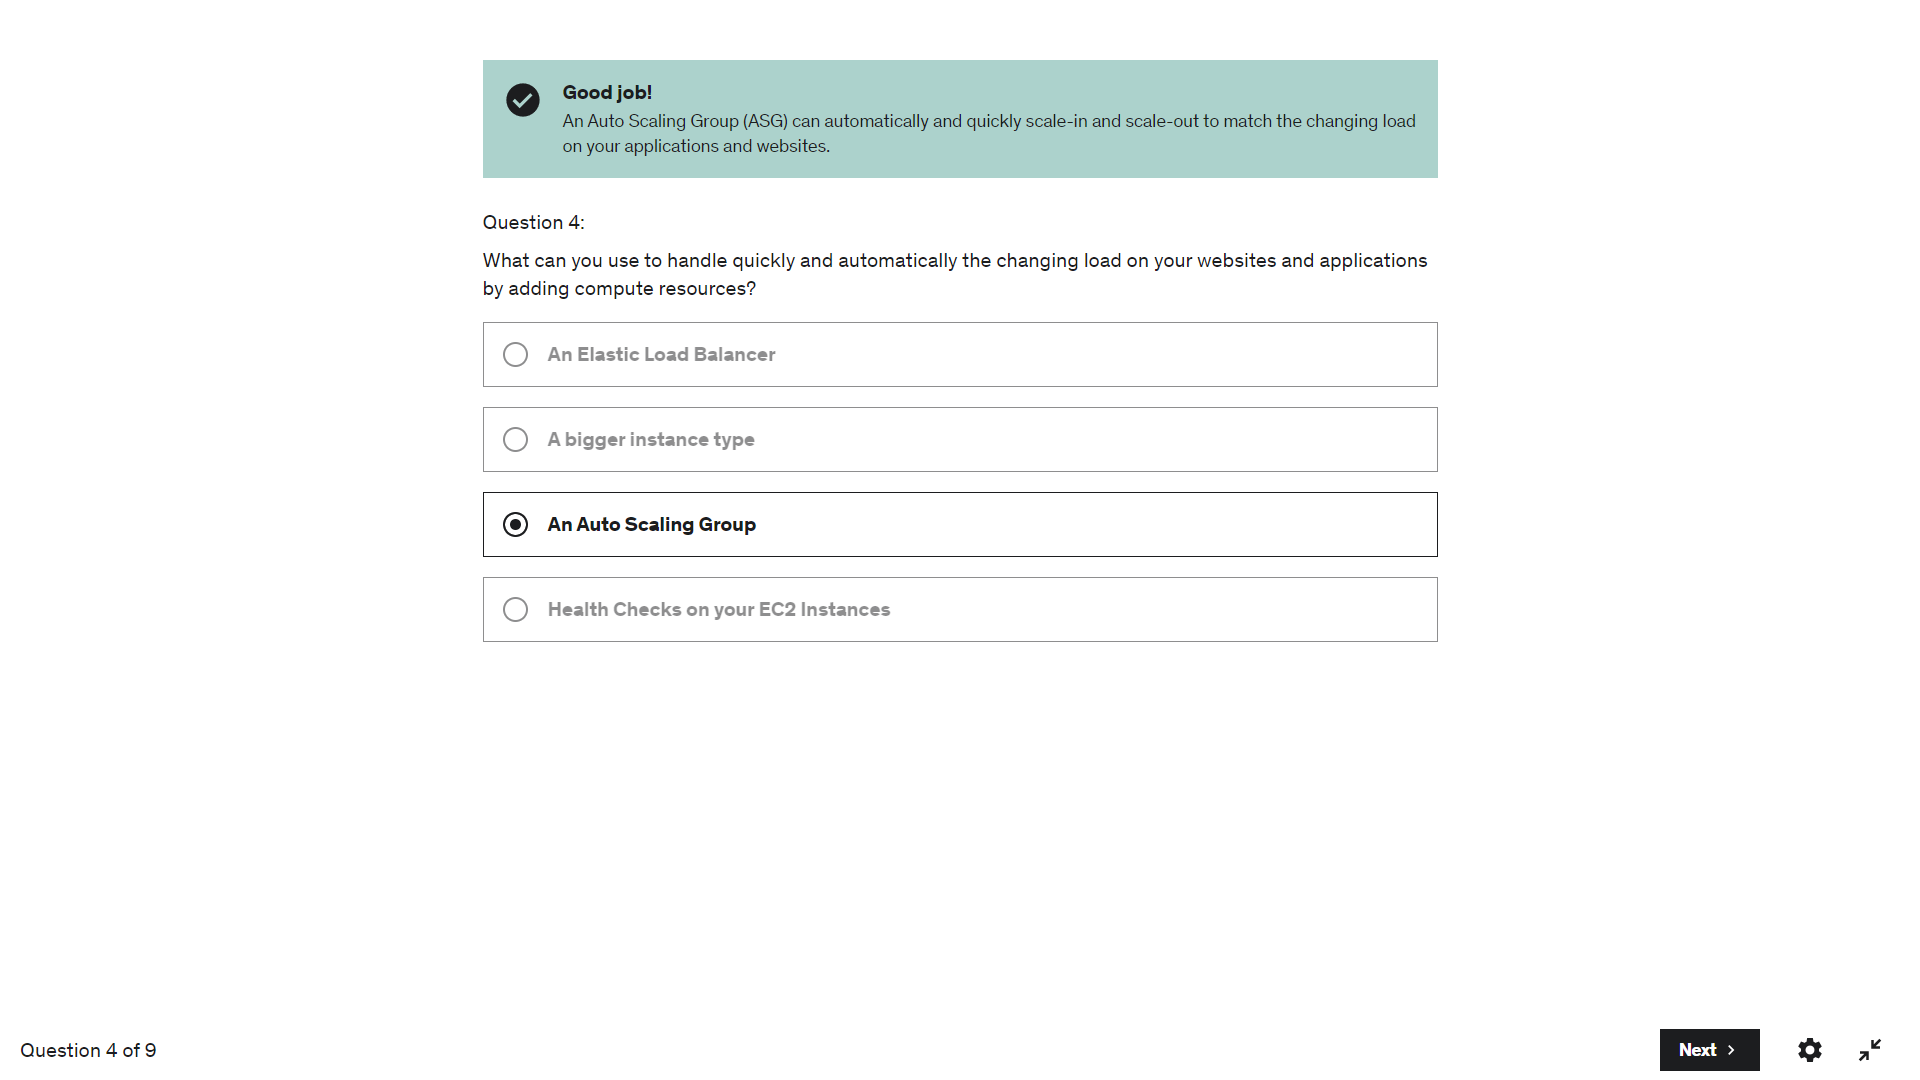 Good job!
An Auto Scaling Group (ASG) can automatically and quickly scale-in and scale-out to match the changing load
on your applications and websites.
Question 4:
What can you use to handle quickly and automatically the changing load on your websites and applications
by adding compute resources?
An Elastic Load Balancer
A bigger instance type
An Auto Scaling Group
Health Checks on your EC2 Instances
Question 4 of 9
Next